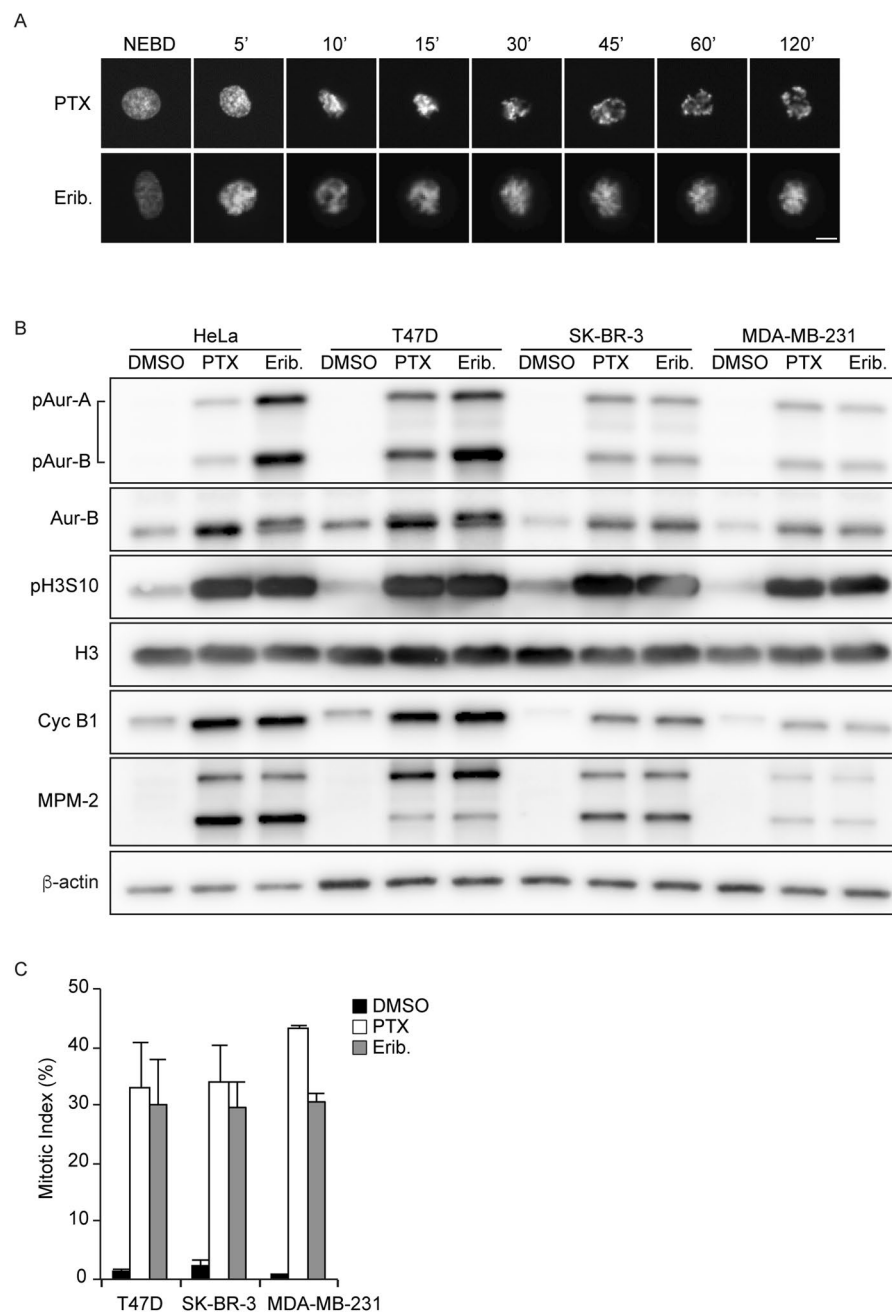 A
NEBD 5’ 10’ 15’ 30’ 45’ 60’ 120’
PTX
Erib.
B
HeLa T47D SK-BR-3 MDA-MB-231
DMSO PTX Erib. DMSO PTX Erib. DMSO PTX Erib. DMSO PTX Erib.
pAur-A
pAur-B
Aur-B
pH3S10
H3
Cyc B1
MPM-2
β-actin
C
50
40
30
20
10
0
Mitotic Index (%)
DMSO
PTX
Erib.
T47D SK-BR-3 MDA-MB-231